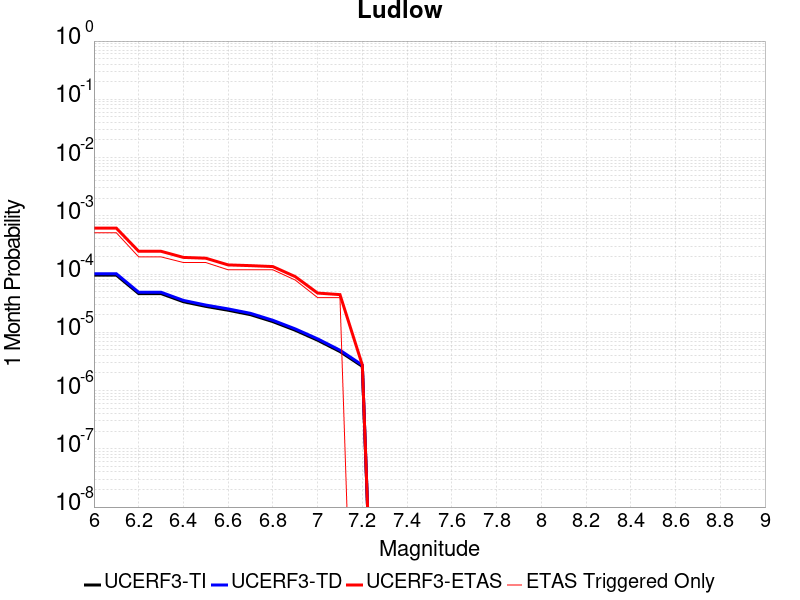 Ludlow
10^0
10^-1
10^-2
10^-3
10^-4
10^-5
10^-6
10^-7
10^-8
1 Month Probability
6 6.2 6.4 6.6 6.8 7 7.2 7.4 7.6 7.8 8 8.2 8.4 8.6 8.8 9
Magnitude
UCERF3-TI UCERF3-TD UCERF3-ETAS ETAS Triggered Only